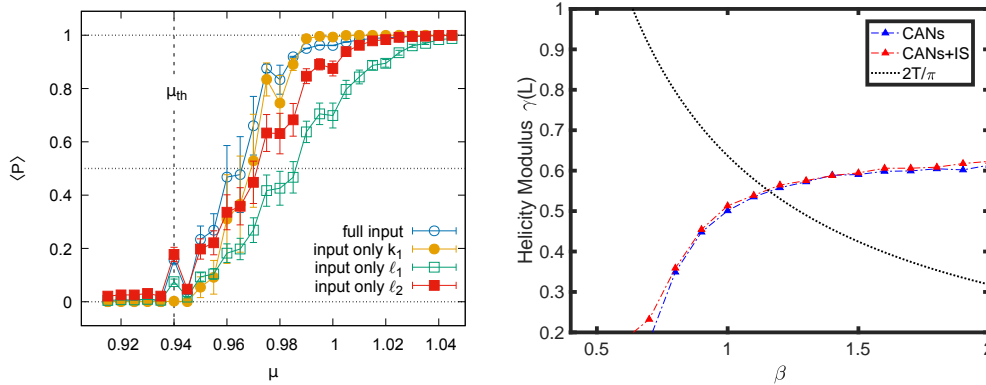 1
0.8
0.6
0.4
0.2
0
⟨P⟩
μth
full input
input only k1
input only ℓ1
input only ℓ2
0.92 0.94 0.96 0.98 1.00 1.02 1.04
μ
1
0.9
0.8
0.7
0.6
0.5
0.4
0.3
0.2
Helicity Modulus γ(L)
CANs
CANs+IS
2T/π
0.5 1 1.5 2
β